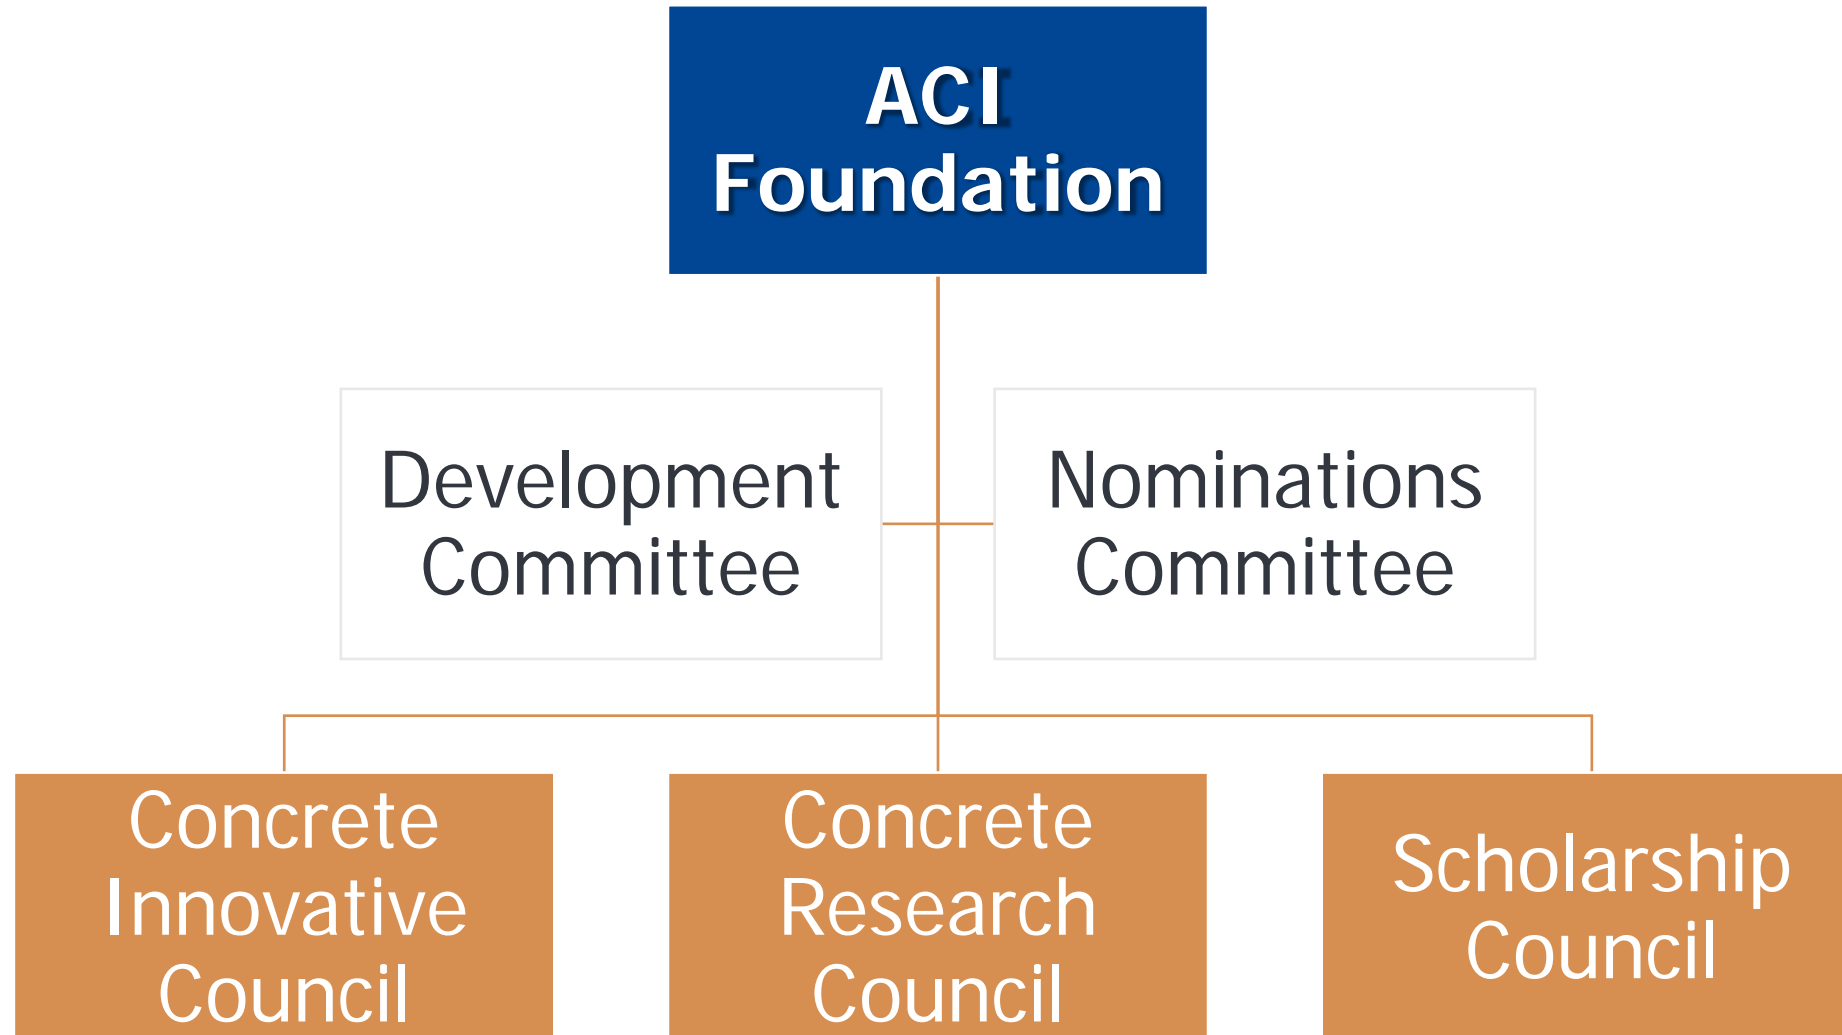 ACI
Foundation
Development
Committee
Nominations
Committee
Concrete
Innovative
Council
Concrete
Research
Council
Scholarship
Council